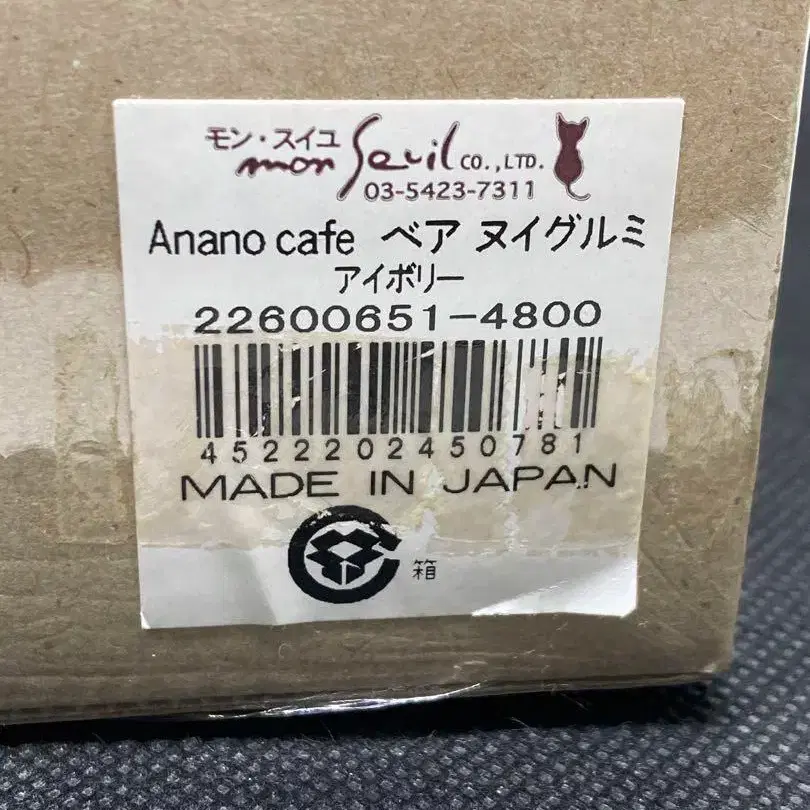 モン・スイユ mon Seuil CO.,LTD.
03-5423-7311
Anano cafe ベア ヌイグルミ
アイボリー
22600651-4800
4522202450781
MADE IN JAPAN
箱